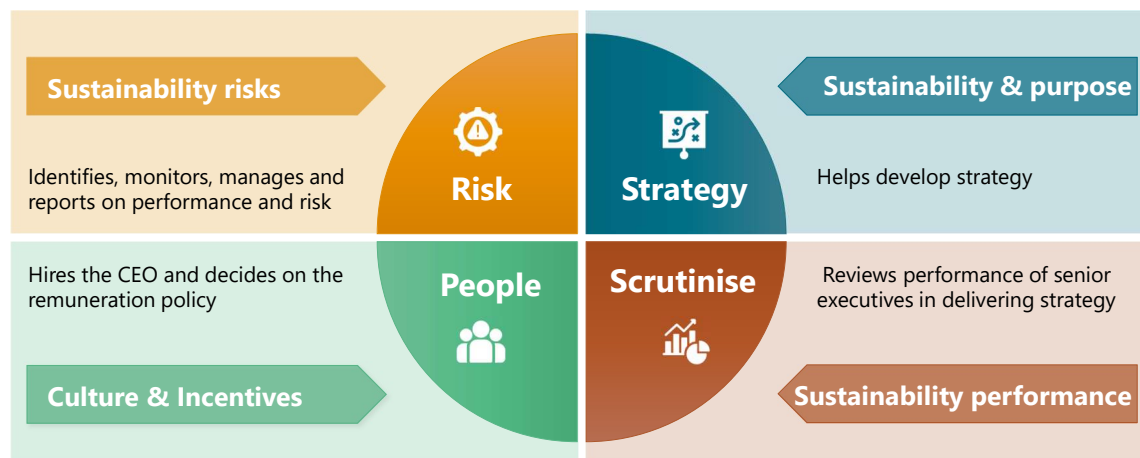 Sustainability risks
Identifies, monitors, manages and
reports on performance and risk
Risk
Strategy
Sustainability & purpose
Helps develop strategy
Hires the CEO and decides on the
remuneration policy
Culture & Incentives
People
Scrutinise
Reviews performance of senior
executives in delivering strategy
Sustainability performance